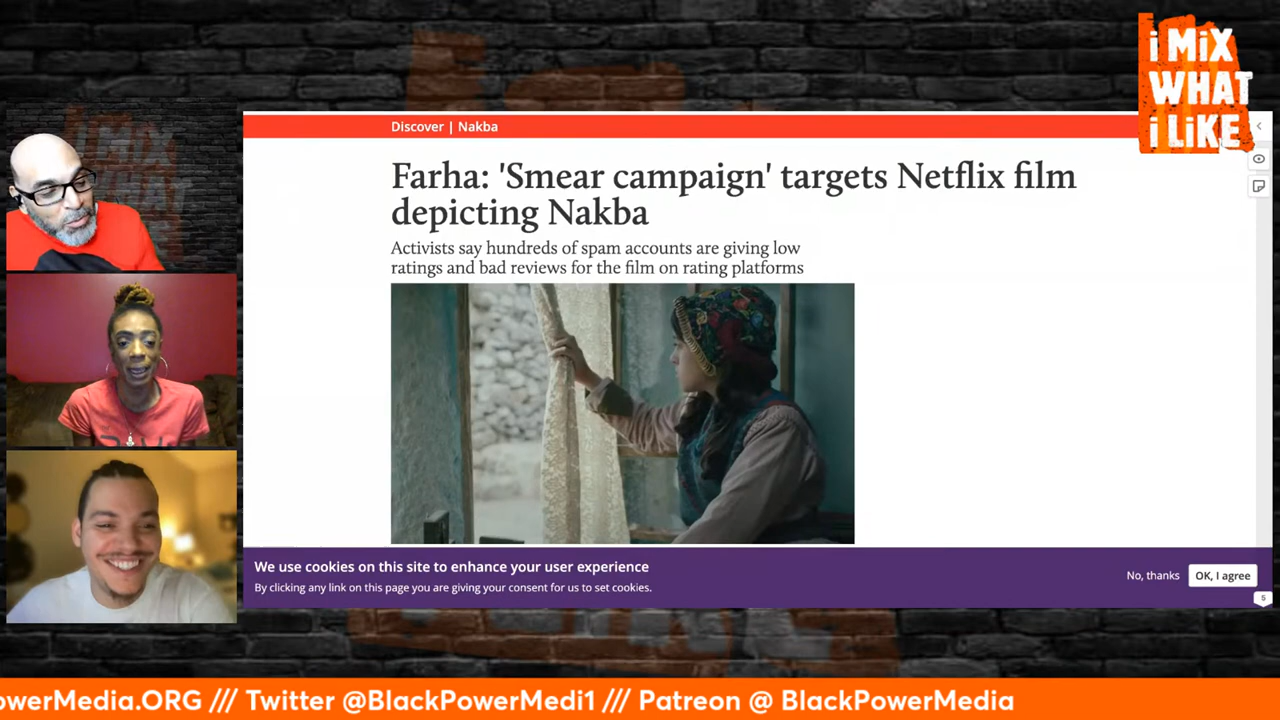 i MiX
WHAT
i LiKE
Discover | Nakba
Farha: 'Smear campaign' targets Netflix film
depicting Nakba
Activists say hundreds of spam accounts are giving low
ratings and bad reviews for the film on rating platforms
We use cookies on this site to enhance your user experience
By clicking any link on this page you are giving your consent for us to set cookies.
No, thanks
OK, I agree
5
owerMedia.ORG /// Twitter @BlackPowerMedi1 /// Patreon @ BlackPowerMedia